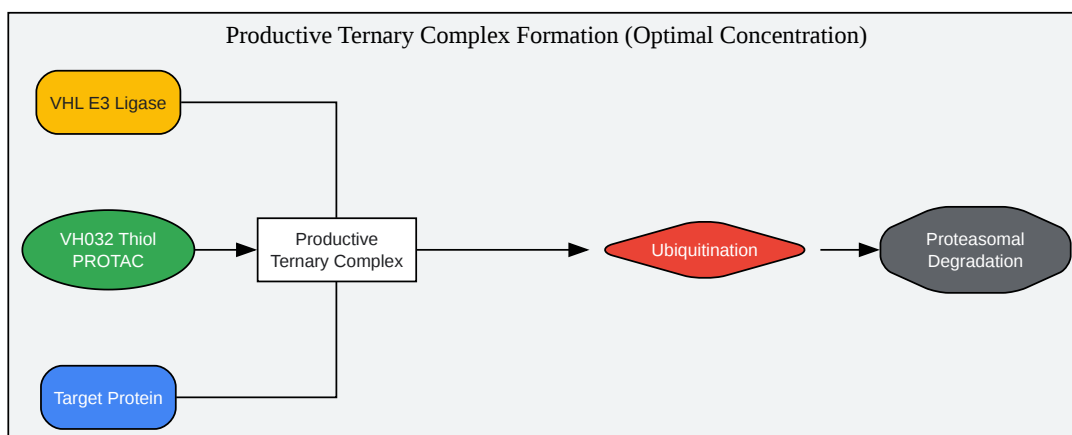 Productive Ternary Complex Formation (Optimal Concentration)
VHL E3 Ligase
VH032 Thiol
PROTAC
Productive
Ternary Complex
Ubiquitination
Proteasomal
Degradation
Target Protein